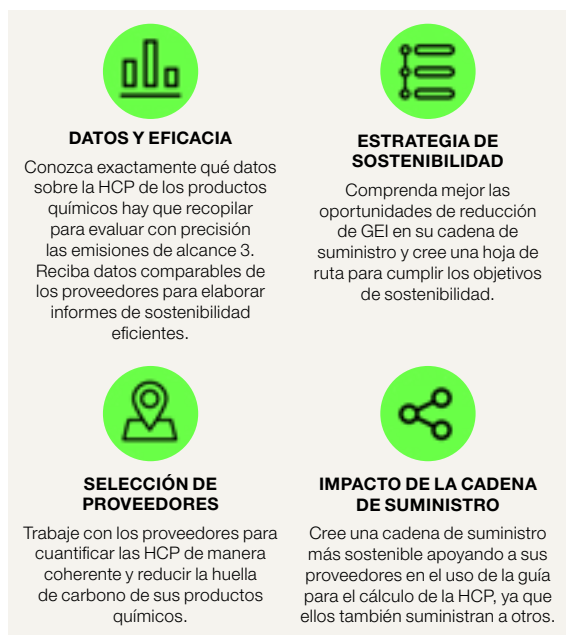 DATOS Y EFICACIA
Conozca exactamente qué datos
sobre la HCP de los productos
químicos hay que recopilar
para evaluar con precisión
las emisiones de alcance 3.
Reciba datos comparables de
los proveedores para elaborar
informes de sostenibilidad
eficientes.
ESTRATEGIA DE
SOSTENIBILIDAD
Comprenda mejor las
oportunidades de reducción
de GEI en su cadena de
suministro y cree una hoja de
ruta para cumplir los objetivos
de sostenibilidad.
SELECCIÓN DE
PROVEEDORES
Trabaje con los proveedores para
cuantificar las HCP de manera
coherente y reducir la huella
de carbono de sus productos
químicos.
IMPACTO DE LA CADENA
DE SUMINISTRO
Cree una cadena de suministro
más sostenible apoyando a sus
proveedores en el uso de la guía
para el cálculo de la HCP, ya que
ellos también suministran a otros.